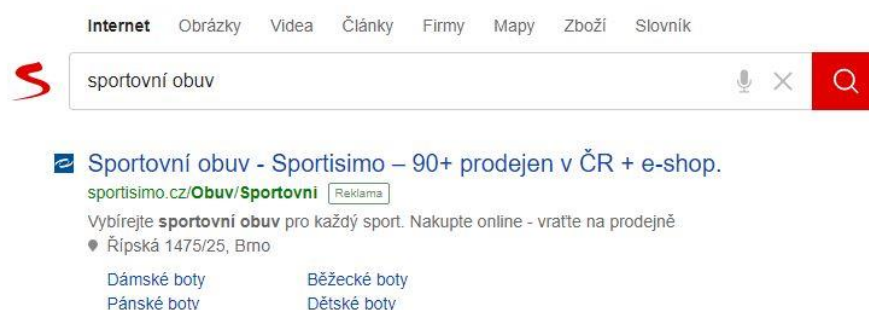 Internet Obrázky Videa Články Firmy Mapy Zboží Slovník
sportovní obuv
Sportovní obuv - Sportisimo – 90+ prodejen v ČR + e-shop.
sportisimo.cz/Obuv/Sportovni Reklama
Vybírejte sportovní obuv pro každý sport. Nakupte online - vraťte na prodejně
Řípská 1475/25, Brno
Dámské boty Běžecké boty
Pánské boty Dětské boty